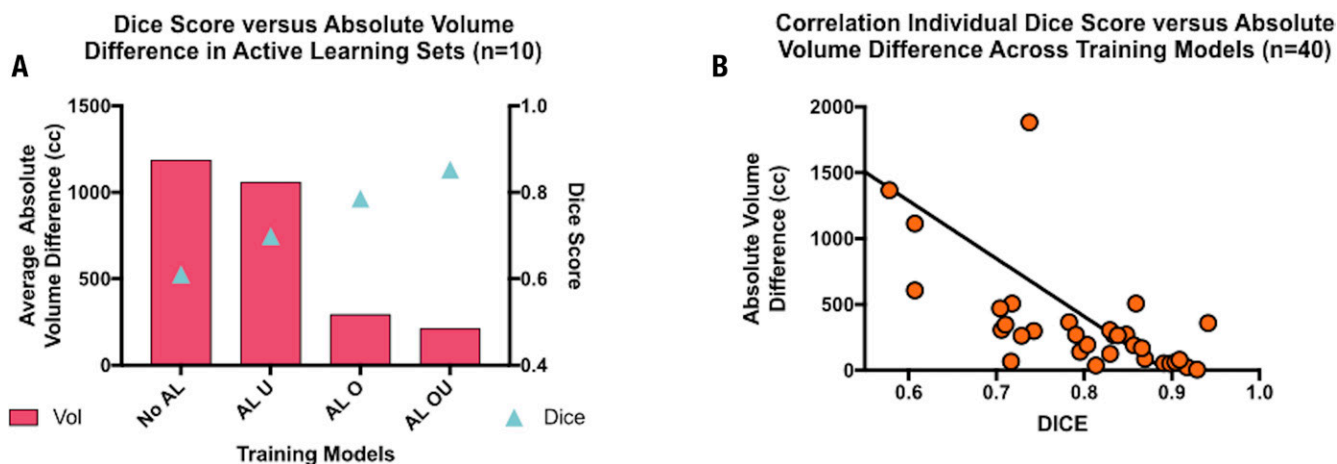 A
Dice Score versus Absolute Volume
Difference in Active Learning Sets (n=10)
Average Absolute
Volume Difference (cc)
1500
1000
500
0
1.0
0.8
0.6
0.4
Dice Score
No AL
AL U
AL O
AL OU
Vol
Dice
Training Models
B
Correlation Individual Dice Score versus Absolute
Volume Difference Across Training Models (n=40)
Absolute Volume
Difference (cc)
2000
1500
1000
500
0
0.6
0.7
0.8
0.9
1.0
DICE